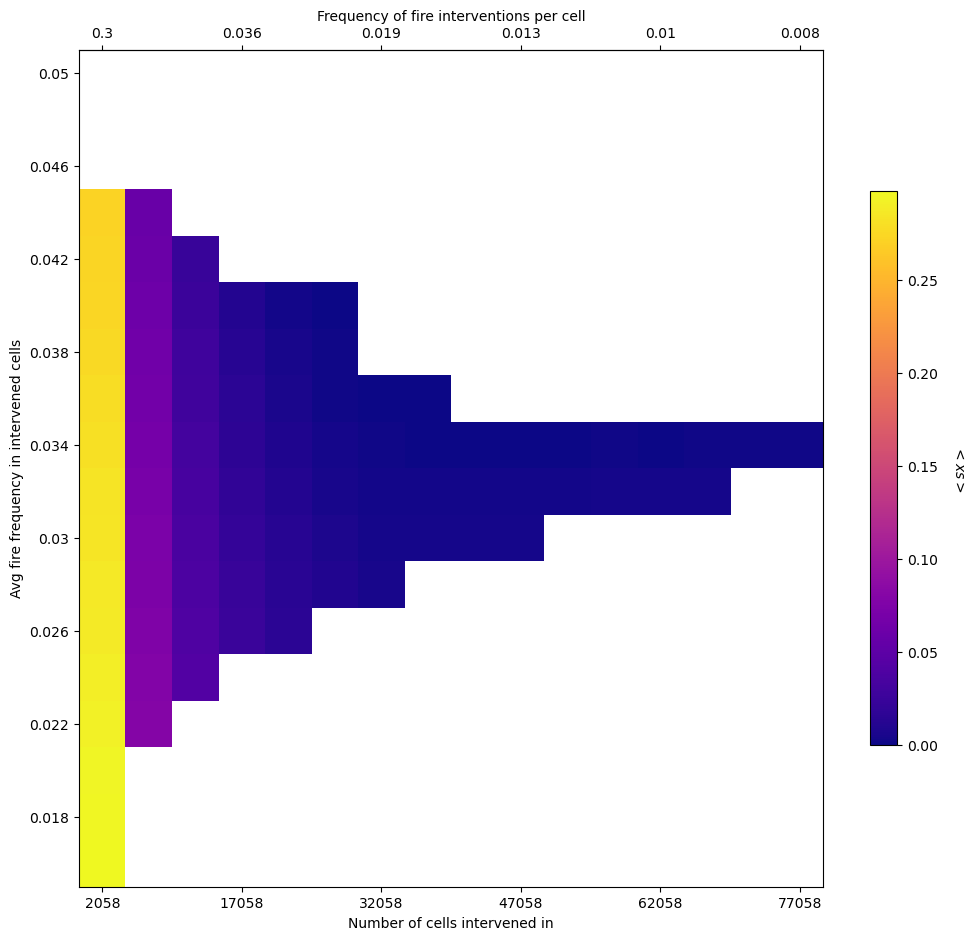 Frequency of fire interventions per cell
0.3 0.036 0.019 0.013 0.01 0.008
0.05
0.046
0.042
0.038
0.034
0.03
0.026
0.022
0.018
Avg fire frequency in intervened cells
2058 17058 32058 47058 62058 77058
Number of cells intervened in
0.25
0.20
0.15
0.10
0.05
0.00
< sx >